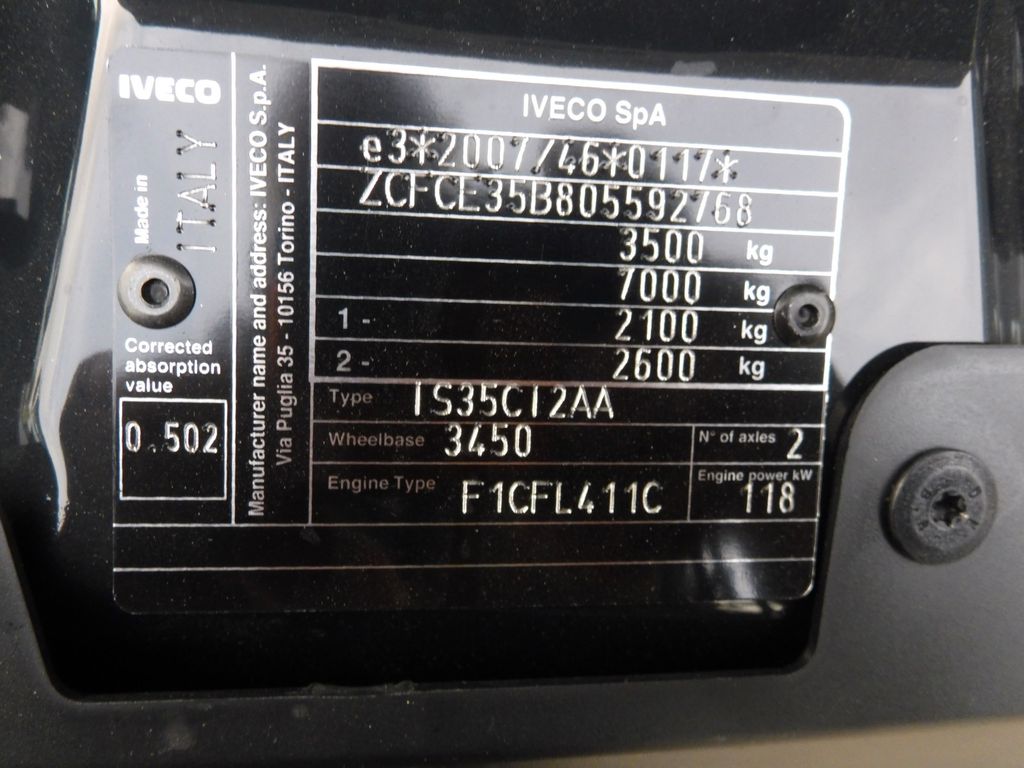 IVECO
Made in
ITALY
Corrected
absorption
value
0.502
Manufacturer name and address: IVECO S.p.A.
Via Puglia 35 - 10156 Torino - ITALY
IVECO SpA
e3*2007/46*0117*
ZCFCE35B805592768
3500 kg
7000 kg
1 - 2100 kg
2 - 2600 kg
Type IS35CI2AA
Wheelbase 3450 N° of axles 2
Engine Type F1CFL411C Engine power kW 118